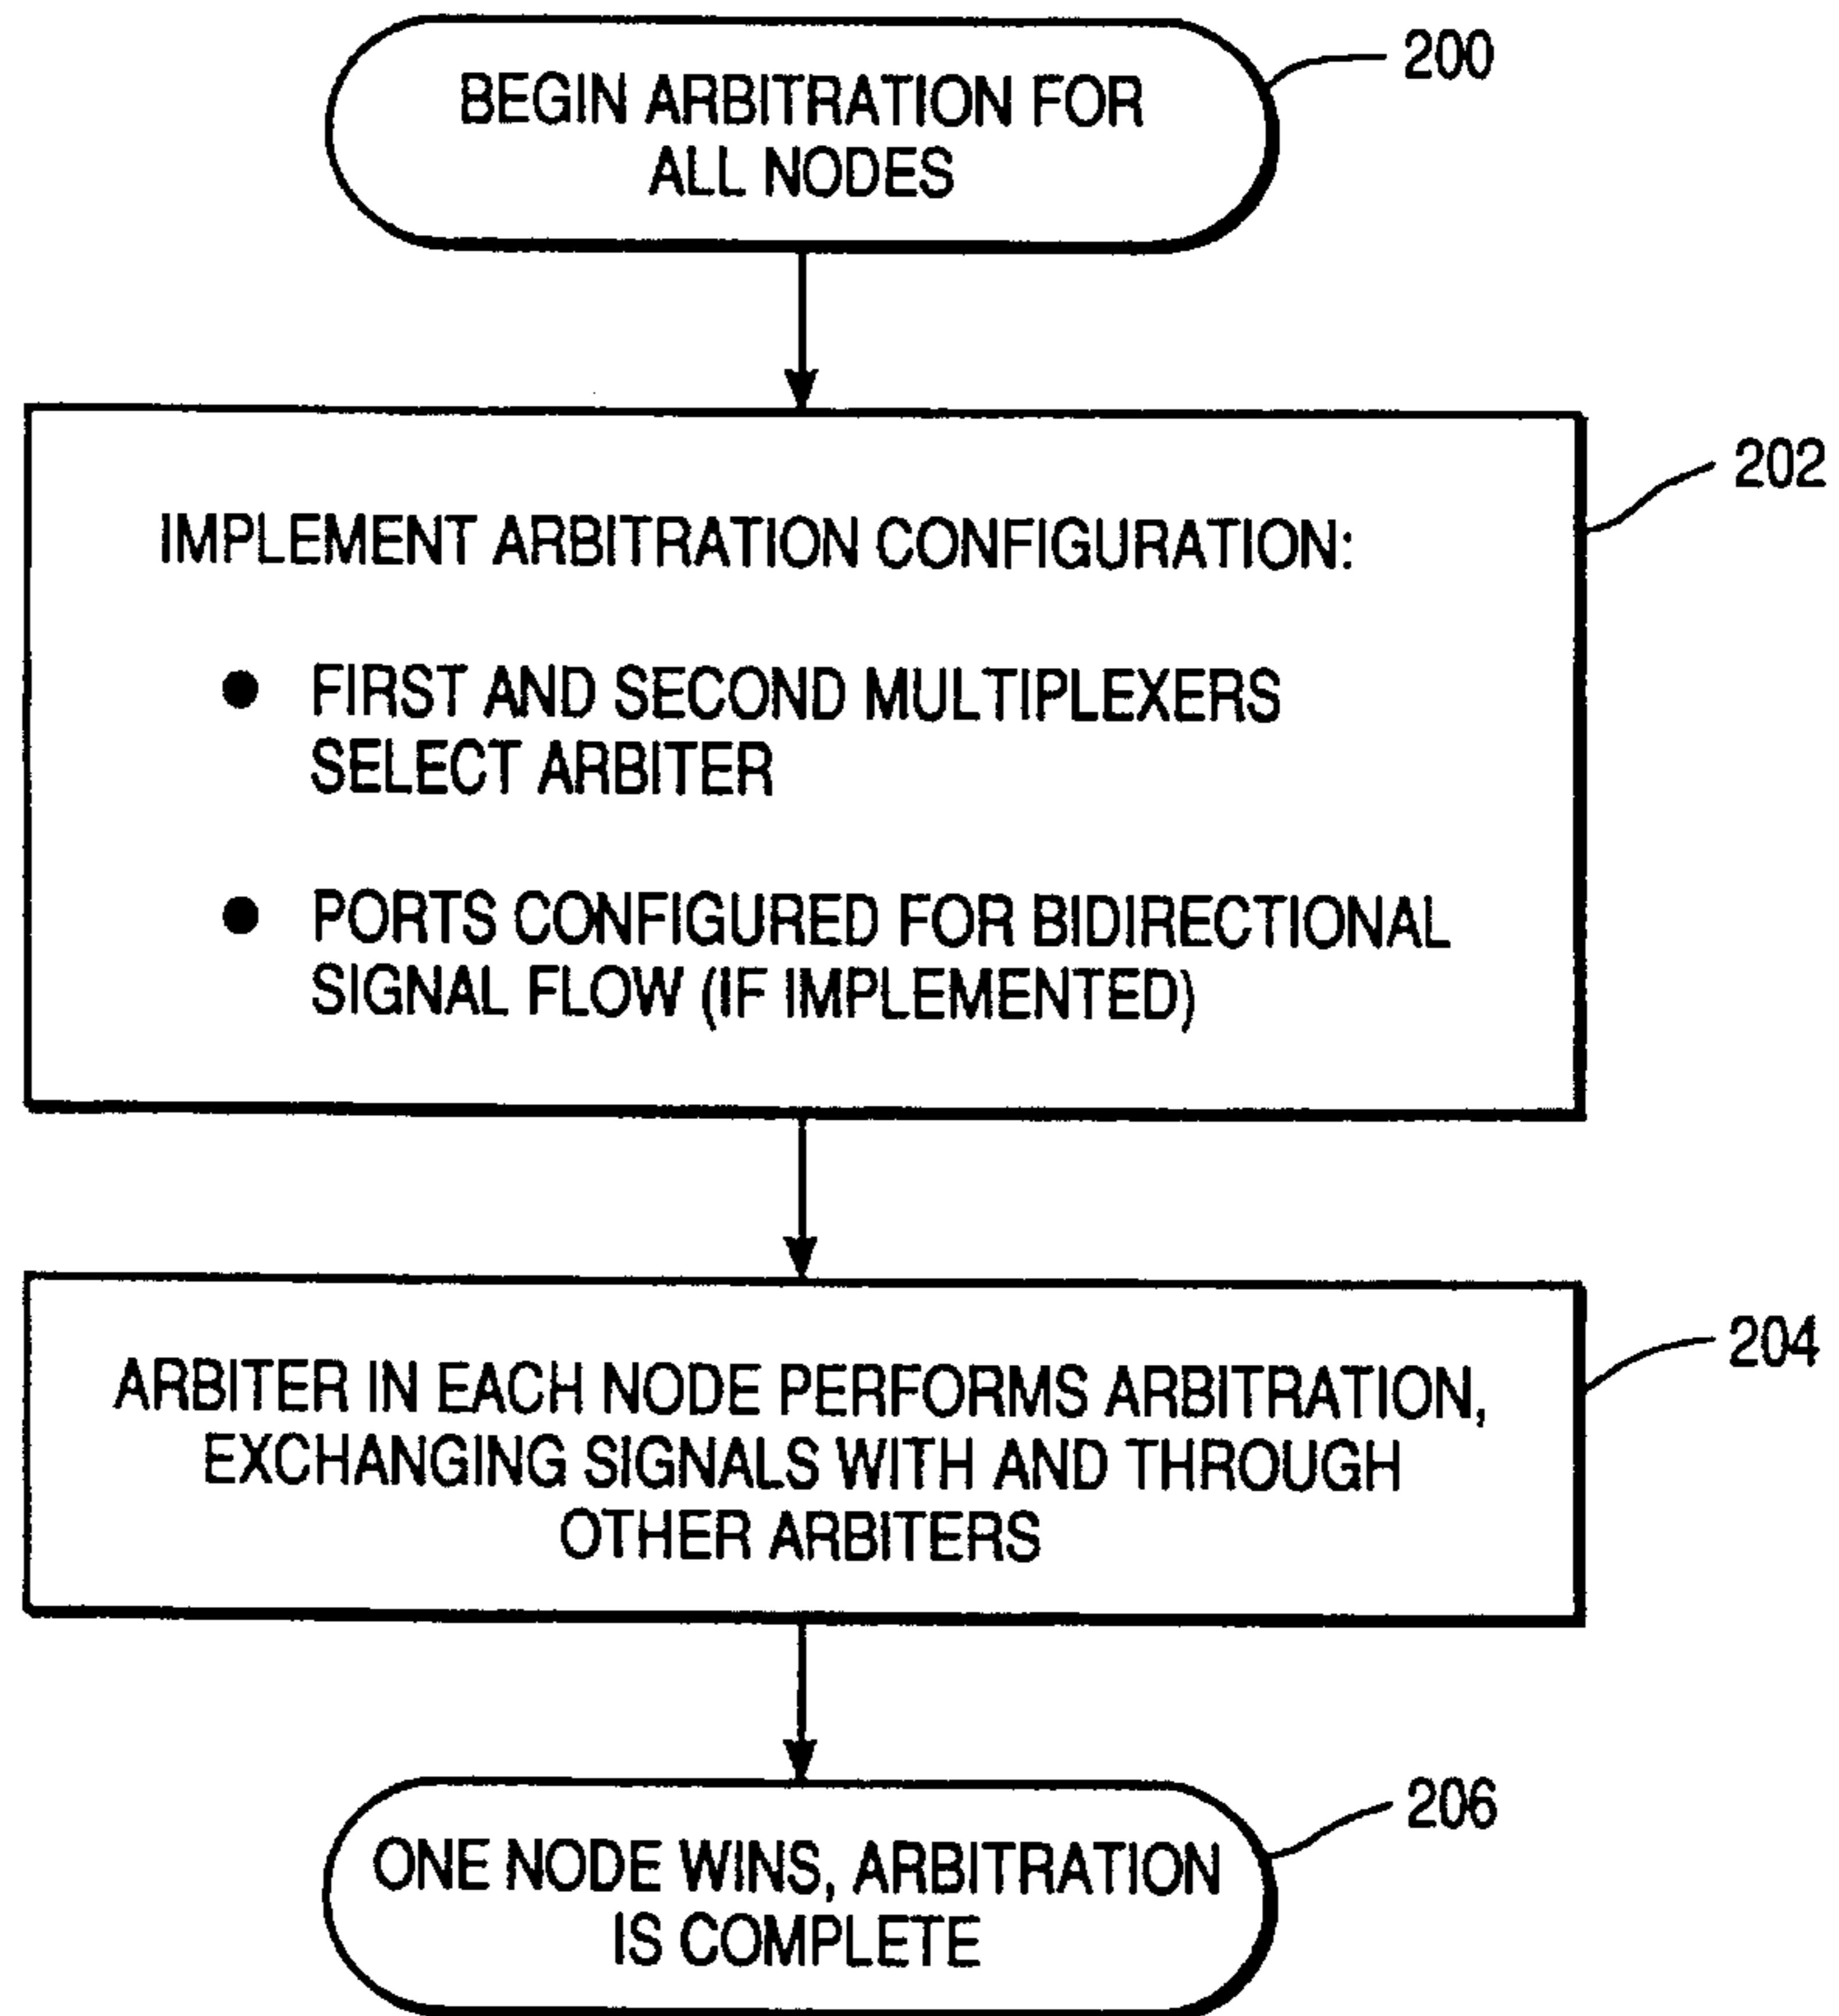 BEGIN ARBITRATION FOR
ALL NODES
200
IMPLEMENT ARBITRATION CONFIGURATION:
202
● FIRST AND SECOND MULTIPLEXERS
SELECT ARBITER
● PORTS CONFIGURED FOR BIDIRECTIONAL
SIGNAL FLOW (IF IMPLEMENTED)
ARBITER IN EACH NODE PERFORMS ARBITRATION,
EXCHANGING SIGNALS WITH AND THROUGH
OTHER ARBITERS
204
ONE NODE WINS, ARBITRATION
IS COMPLETE
206